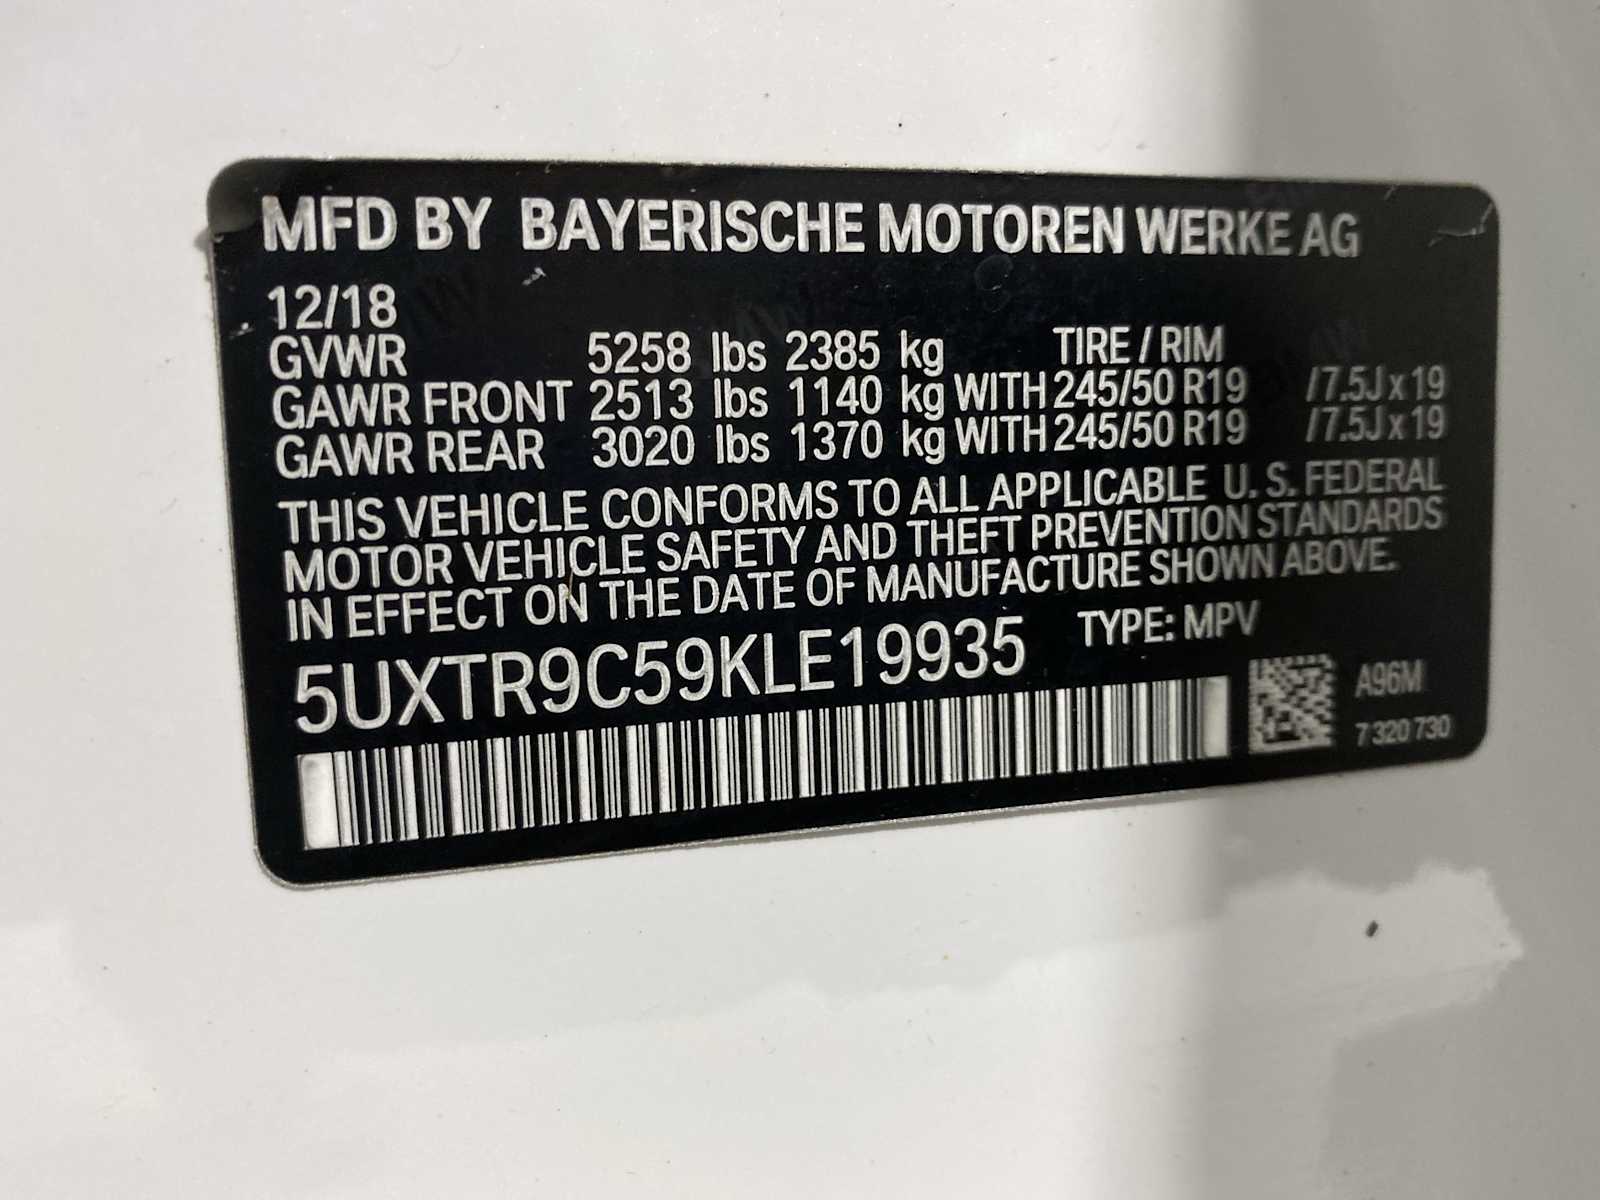 MFD BY BAYERISCHE MOTOREN WERKE AG
12/18
GVWR 5258 lbs 2385 kg TIRE / RIM
GAWR FRONT 2513 lbs 1140 kg WITH 245/50 R19 /7.5J x 19
GAWR REAR 3020 lbs 1370 kg WITH 245/50 R19 /7.5J x 19
THIS VEHICLE CONFORMS TO ALL APPLICABLE U. S. FEDERAL
MOTOR VEHICLE SAFETY AND THEFT PREVENTION STANDARDS
IN EFFECT ON THE DATE OF MANUFACTURE SHOWN ABOVE.
5UXTR9C59KLE19935 TYPE: MPV
A96M
7 320 730